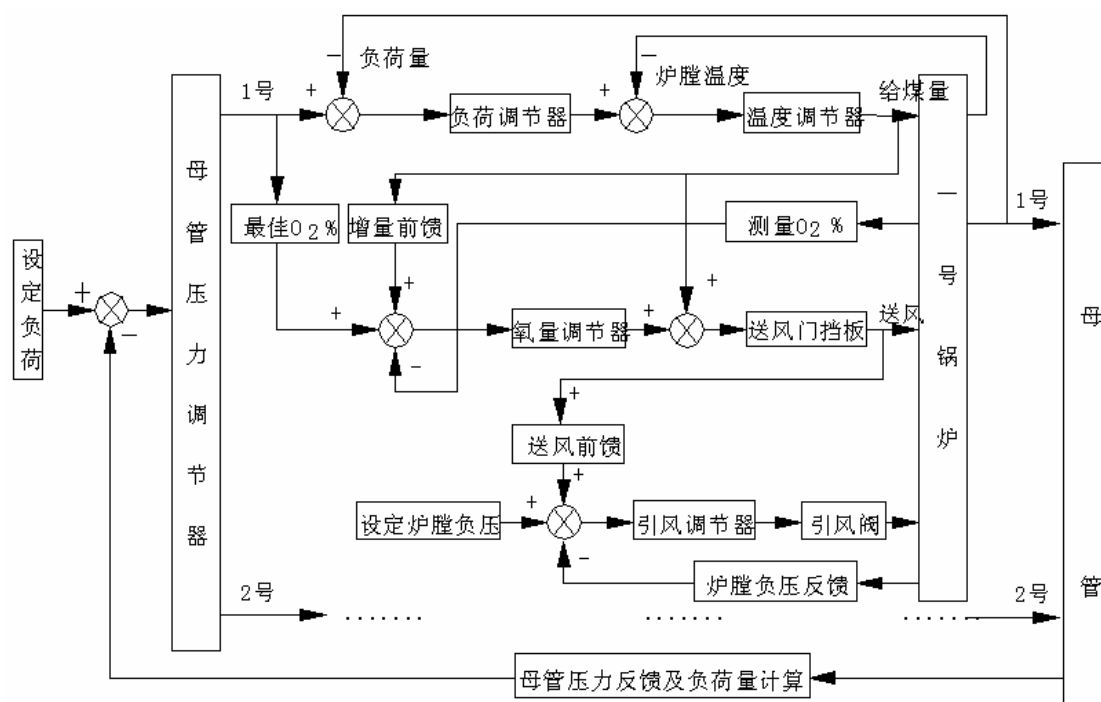 负荷量
炉膛温度
给煤量
1号
负荷调节器
温度调节器
母管压力调节器
最佳O2%
增量前馈
测量O2%
1号
设定负荷
氧量调节器
送风门挡板
送风
一号锅炉
母管
送风前馈
设定炉膛负压
引风调节器
引风阀
炉膛负压反馈
2号
.......
.......
.......
2号
母管压力反馈及负荷量计算